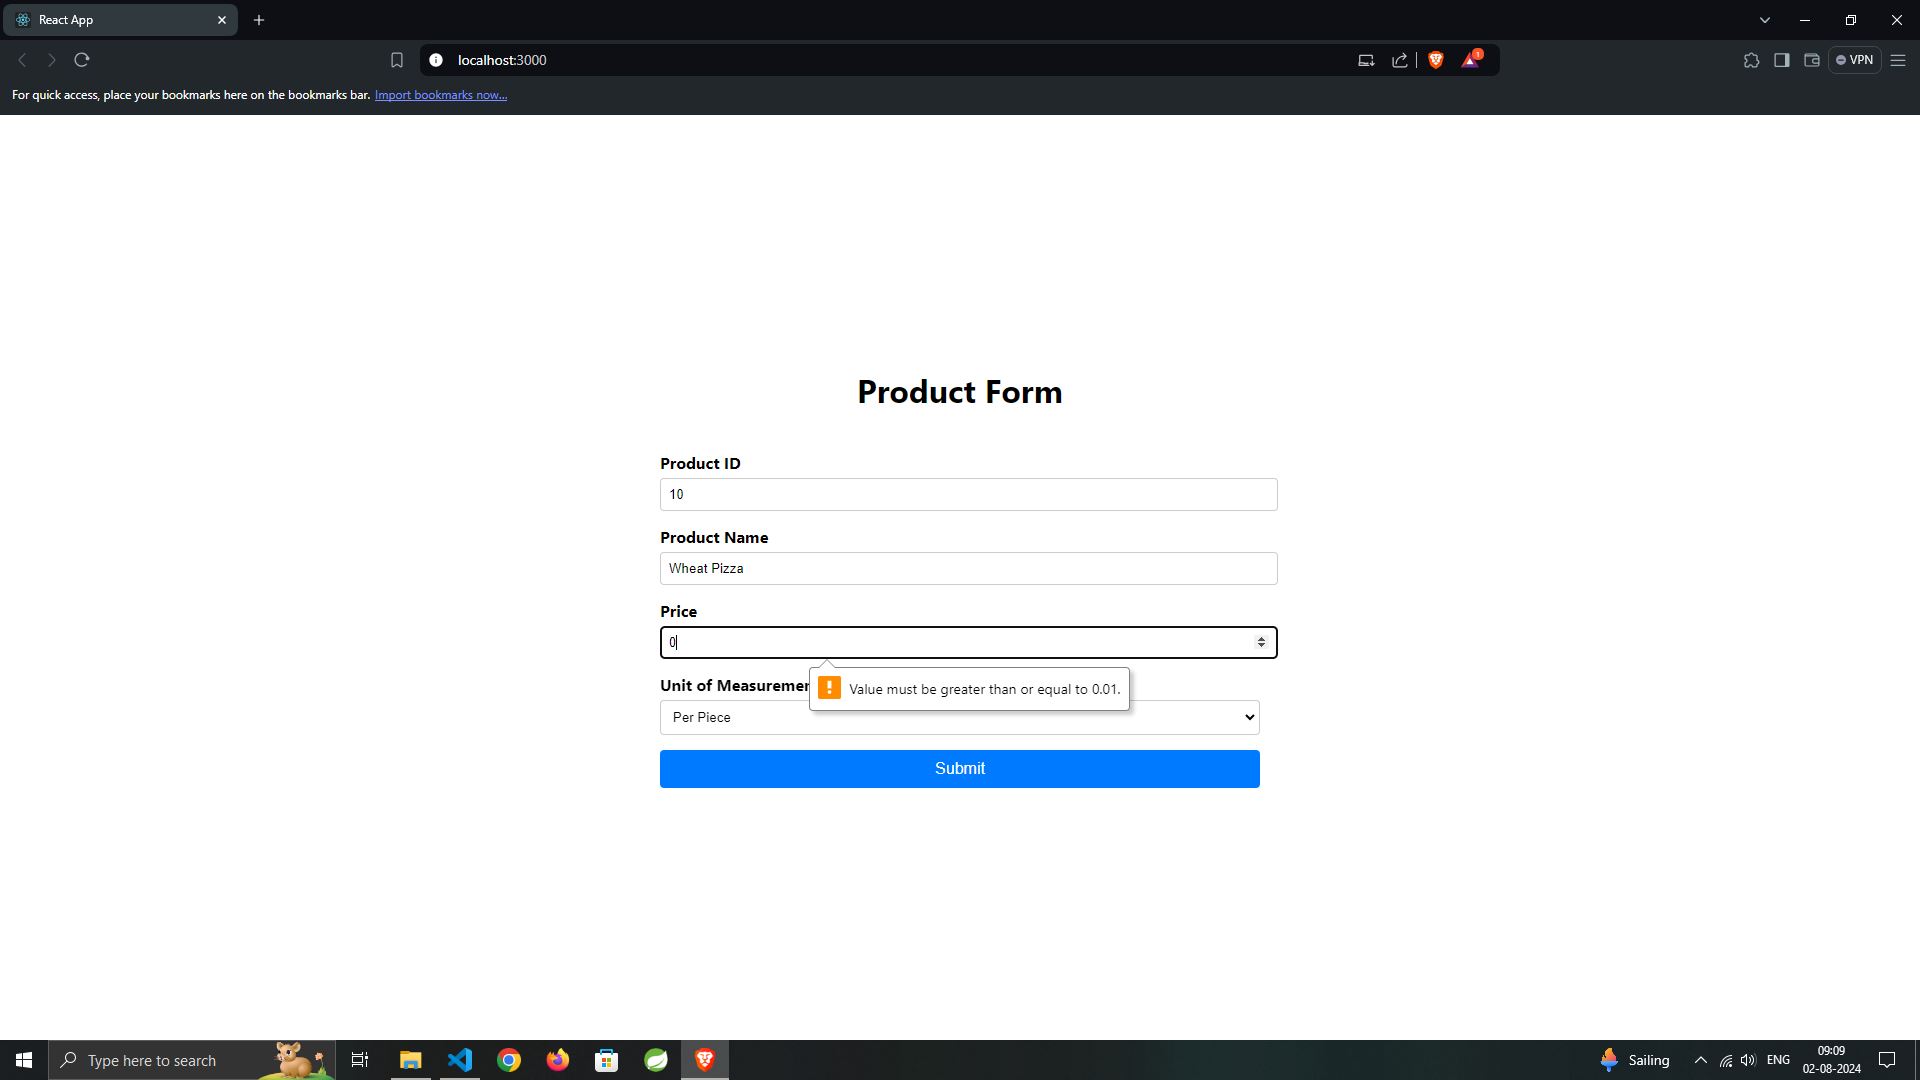 React App
localhost:3000
1
VPN
For quick access, place your bookmarks here on the bookmarks bar. Import bookmarks now...
Product Form
Product ID
10
Product Name
Wheat Pizza
Price
0
Value must be greater than or equal to 0.01.
Unit of Measuremen
Per Piece
Submit
Type here to search
Sailing
ENG
09:09
02-08-2024